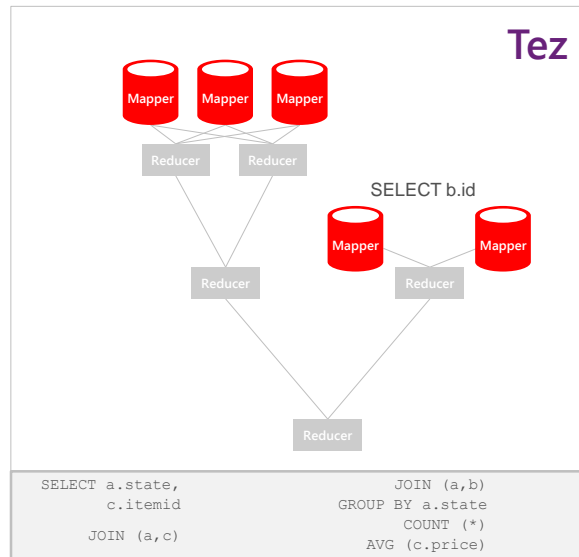 Tez
Mapper Mapper Mapper
Reducer Reducer
SELECT b.id
Mapper Mapper
Reducer Reducer
Reducer
SELECT a.state,
c.itemid
JOIN (a,c)
JOIN (a,b)
GROUP BY a.state
COUNT (*)
AVG (c.price)